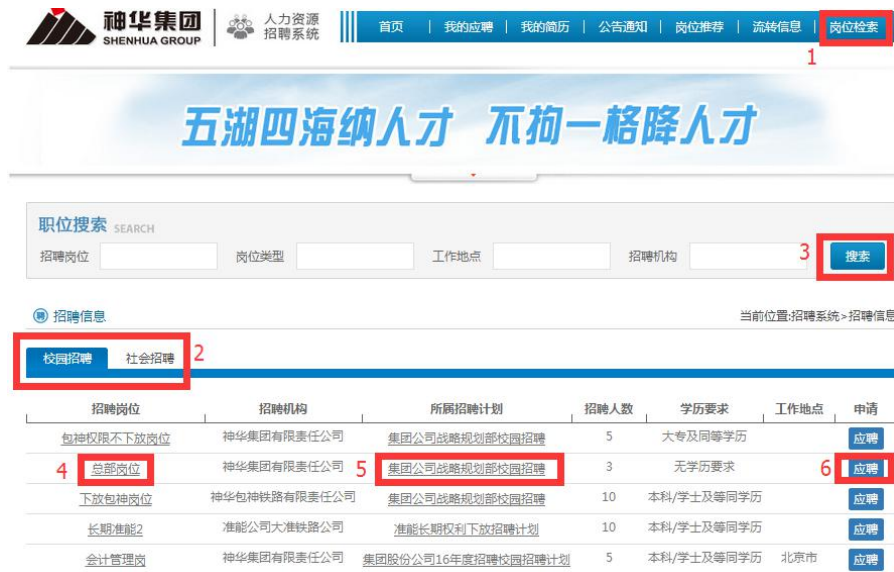 神华集团 人力资源
SHENHUA GROUP 招聘系统
首页 | 我的应聘 | 我的简历 | 公告通知 | 岗位推荐 | 流转信息 | 岗位检索
1
五湖四海纳人才 不拘一格降人才
职位搜索 SEARCH
招聘岗位 岗位类型 工作地点 招聘机构 3 搜索
聘 招聘信息 当前位置:招聘系统>招聘信息
校园招聘 社会招聘 2
招聘岗位 招聘机构 所属招聘计划 招聘人数 学历要求 工作地点 申请
包神权限不下放岗位 神华集团有限责任公司 集团公司战略规划部校园招聘 5 大专及同等学历 应聘
4 总部岗位 神华集团有限责任公司 5 集团公司战略规划部校园招聘 3 无学历要求 6 应聘
下放包神岗位 神华包神铁路有限责任公司 集团公司战略规划部校园招聘 10 本科/学士及等同学历 应聘
长期准能2 准能公司大准铁路公司 准能长期权利下放招聘计划 10 本科/学士及等同学历 应聘
会计管理岗 神华集团有限责任公司 集团股份公司16年度招聘校园招聘计划 5 本科/学士及等同学历 北京市 应聘